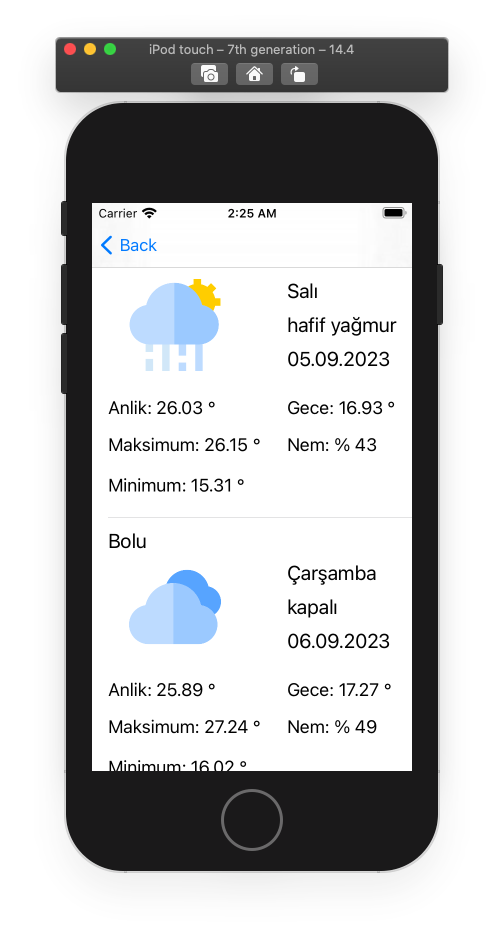 iPod touch – 7th generation – 14.4
Carrier 2:25 AM
Back
Salı
hafif yağmur
05.09.2023
Anlik: 26.03 ° Gece: 16.93 °
Maksimum: 26.15 ° Nem: % 43
Minimum: 15.31 °
Bolu
Çarşamba
kapalı
06.09.2023
Anlik: 25.89 ° Gece: 17.27 °
Maksimum: 27.24 ° Nem: % 49
Minimum: 16.02 °